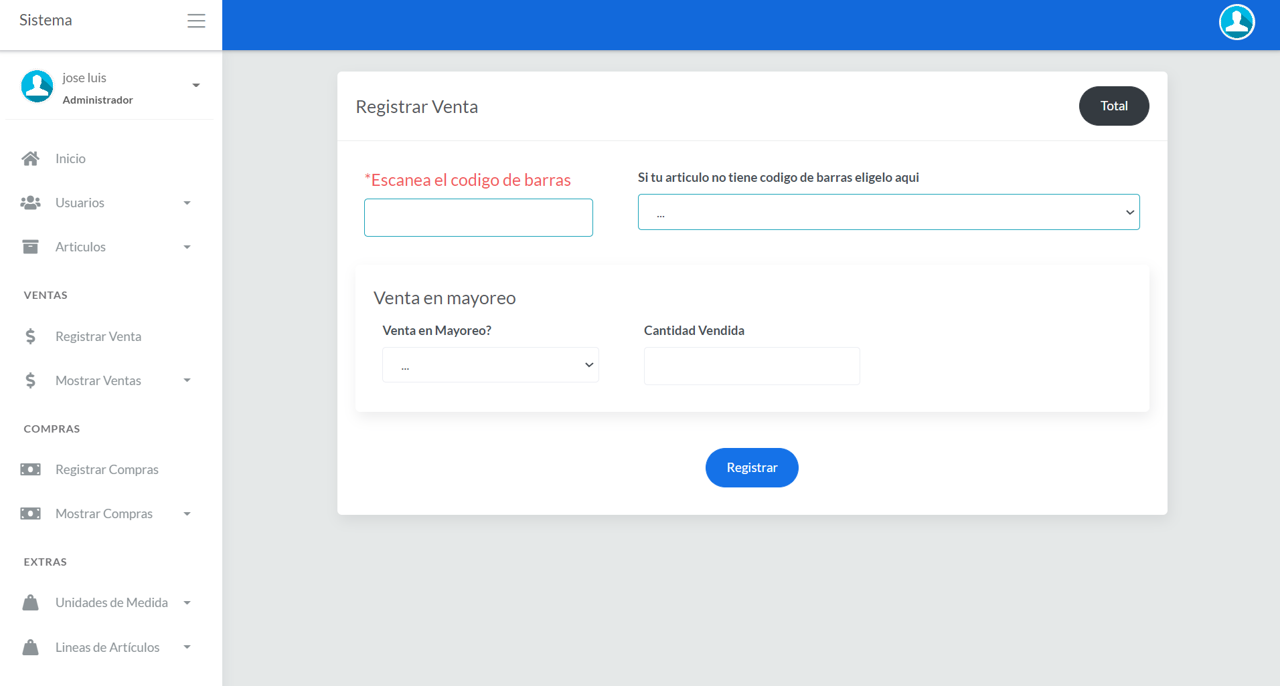 Sistema
jose luis
Administrador
Inicio
Usuarios
Articulos
VENTAS
Registrar Venta
Mostrar Ventas
COMPRAS
Registrar Compras
Mostrar Compras
EXTRAS
Unidades de Medida
Lineas de Artículos
Registrar Venta
Total
*Escanea el codigo de barras
Si tu articulo no tiene codigo de barras eligelo aqui
...
Venta en mayoreo
Venta en Mayoreo?
Cantidad Vendida
...
Registrar